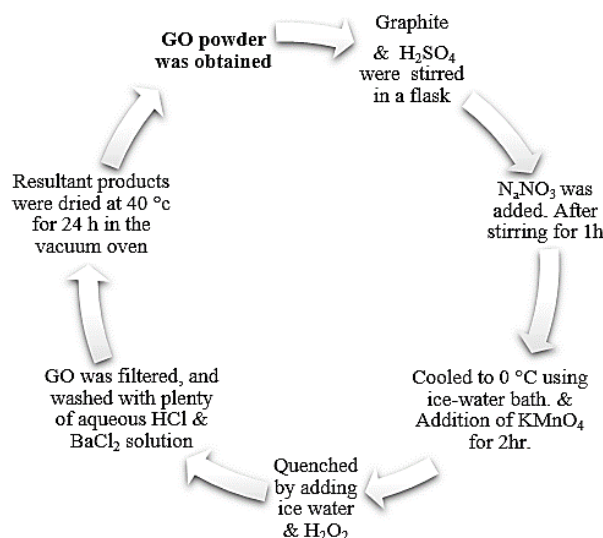 GO powder
was obtained
Graphite
& H₂SO₄
were stirred
in a flask
NₐNO₃ was
added. After
stirring for 1h
Cooled to 0 °C using
ice-water bath. &
Addition of KMnO₄
for 2hr.
Quenched
by adding
ice water
& H₂O₂
GO was filtered, and
washed with plenty
of aqueous HCl &
BaCl₂ solution
Resultant products
were dried at 40 °c
for 24 h in the
vacuum oven